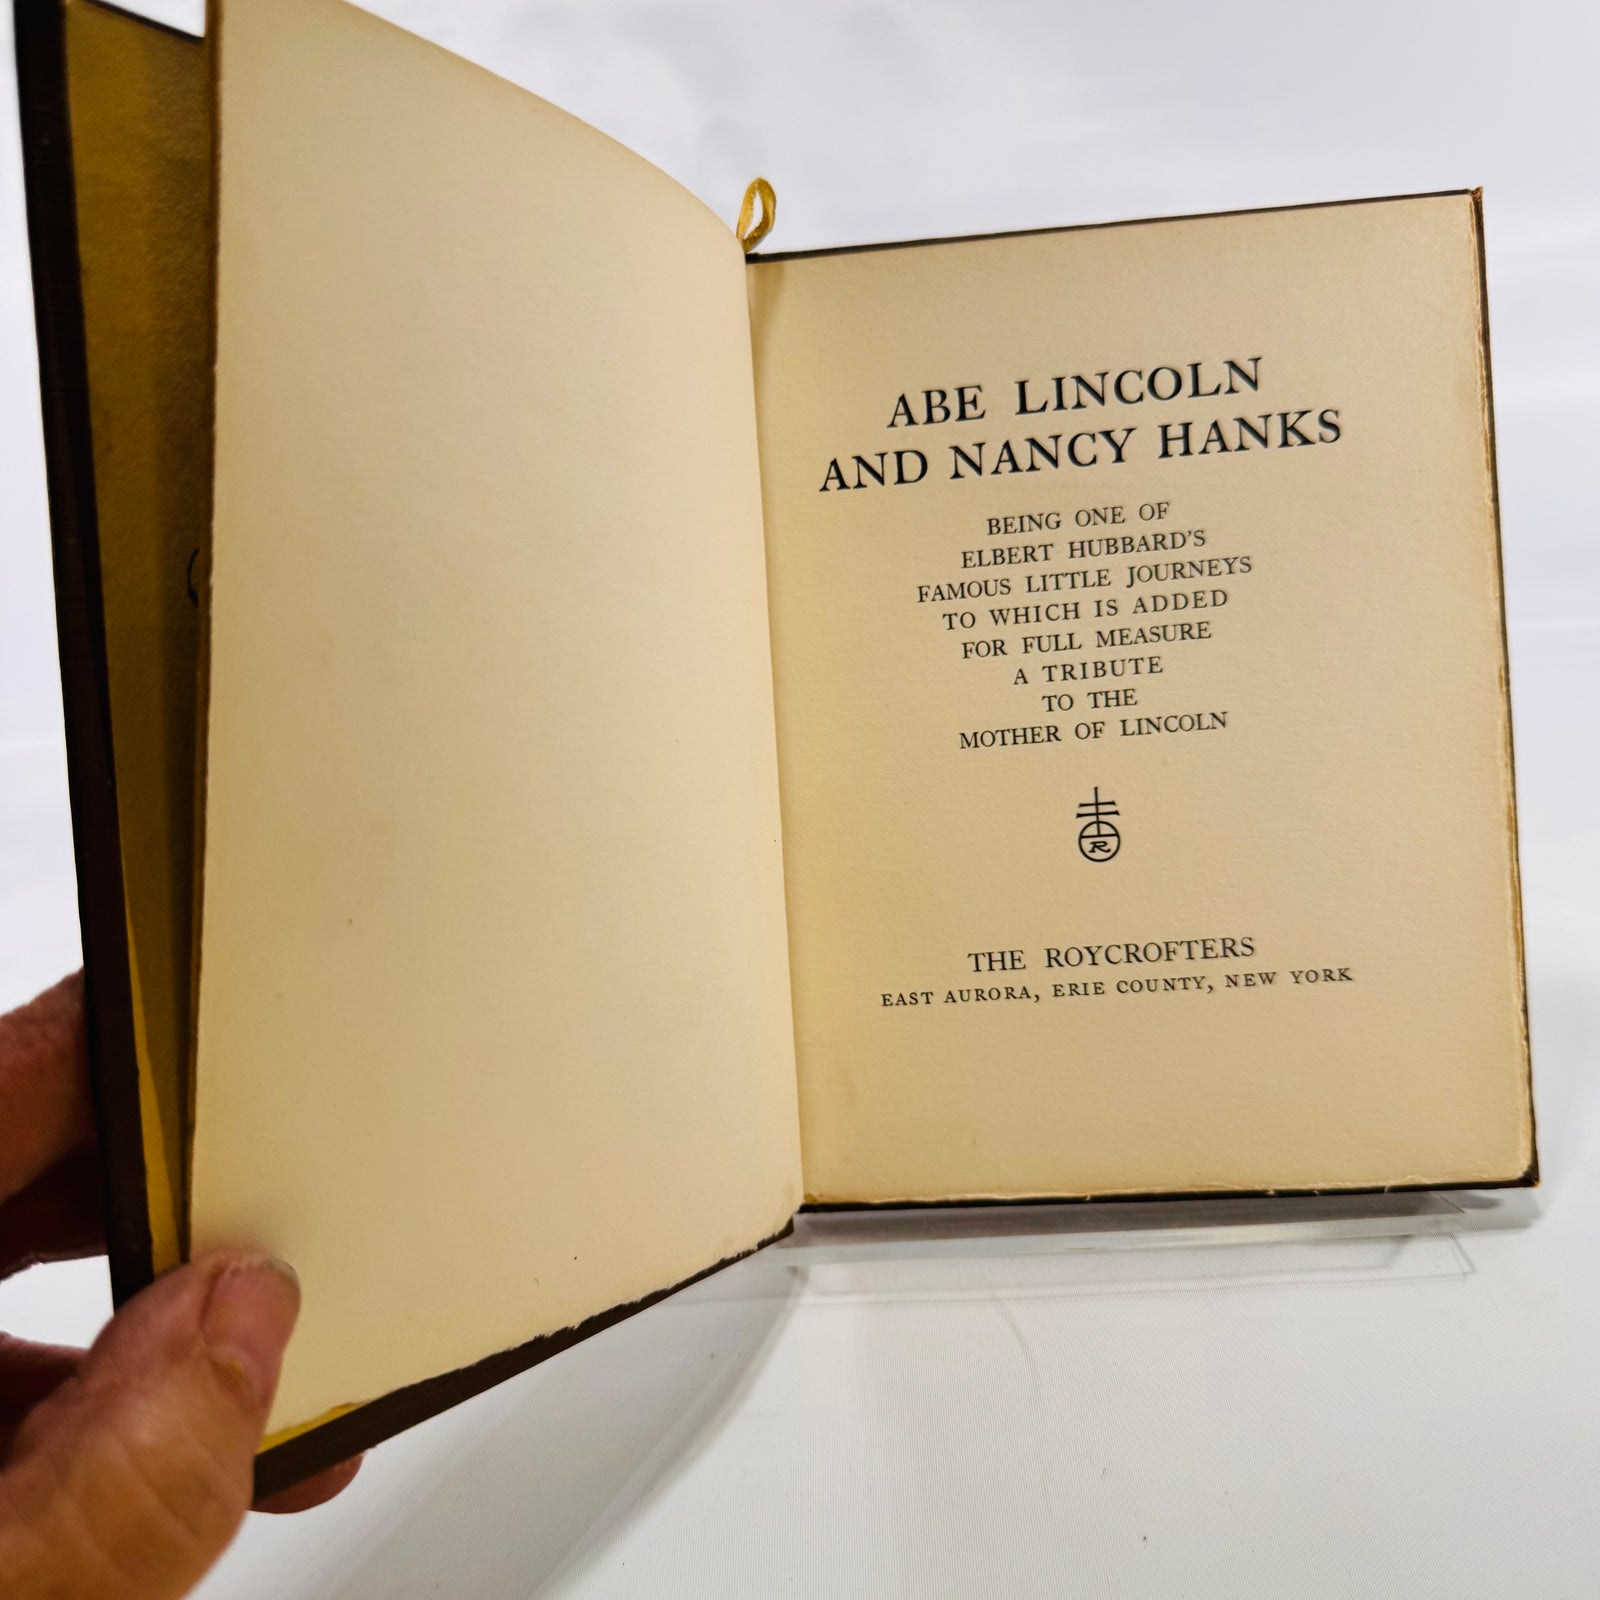 ABE LINCOLN
AND NANCY HANKS
BEING ONE OF
ELBERT HUBBARD'S
FAMOUS LITTLE JOURNEYS
TO WHICH IS ADDED
FOR FULL MEASURE
A TRIBUTE
TO THE
MOTHER OF LINCOLN
R
THE ROYCROFTERS
EAST AURORA, ERIE COUNTY, NEW YORK